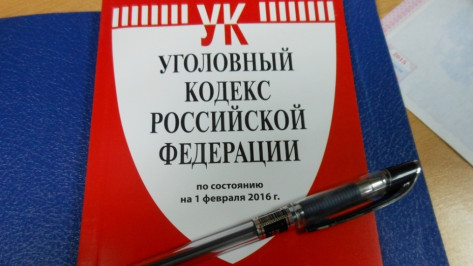 УК
УГОЛОВНЫЙ
КОДЕКС
РОССИЙСКОЙ
ФЕДЕРАЦИИ
по состоянию
на 1 февраля 2016 г.